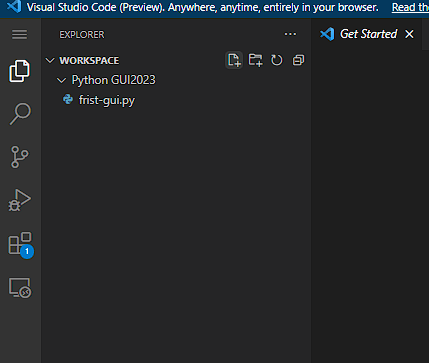 Visual Studio Code (Preview). Anywhere, anytime, entirely in your browser. Read the
EXPLORER
Get Started
WORKSPACE
Python GUI2023
frist-gui.py
1